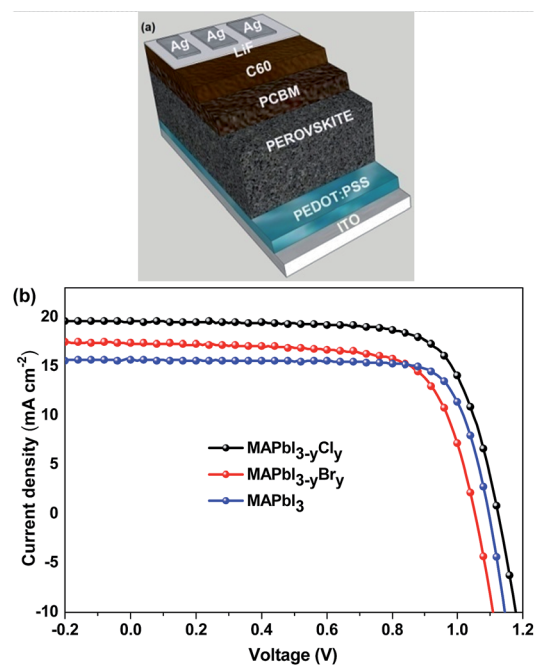 (a)
Ag Ag Ag
LiF
C60
PCBM
PEROVSKITE
PEDOT:PSS
ITO
(b)
Current density (mA cm-2)
20
15
10
5
0
-5
-10
MAPbI3-yCly
MAPbI3-yBry
MAPbI3
-0.2 0.0 0.2 0.4 0.6 0.8 1.0 1.2
Voltage (V)